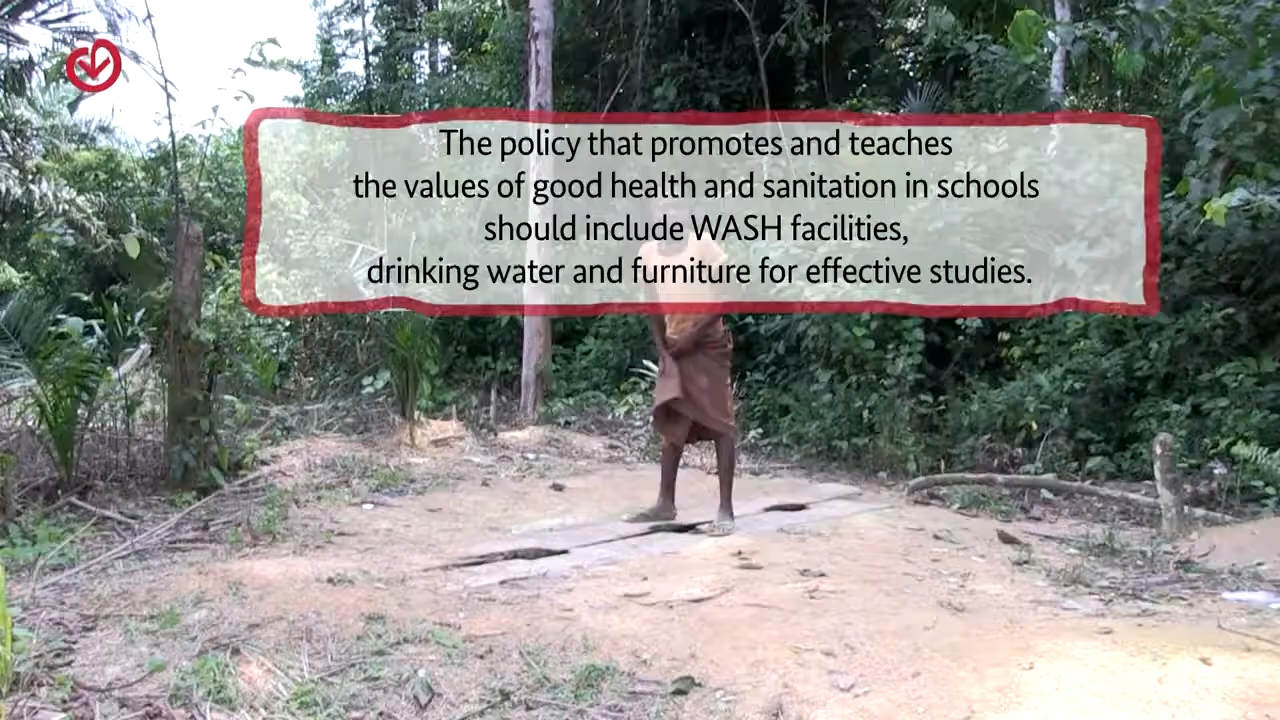 The policy that promotes and teaches
the values of good health and sanitation in schools
should include WASH facilities,
drinking water and furniture for effective studies.